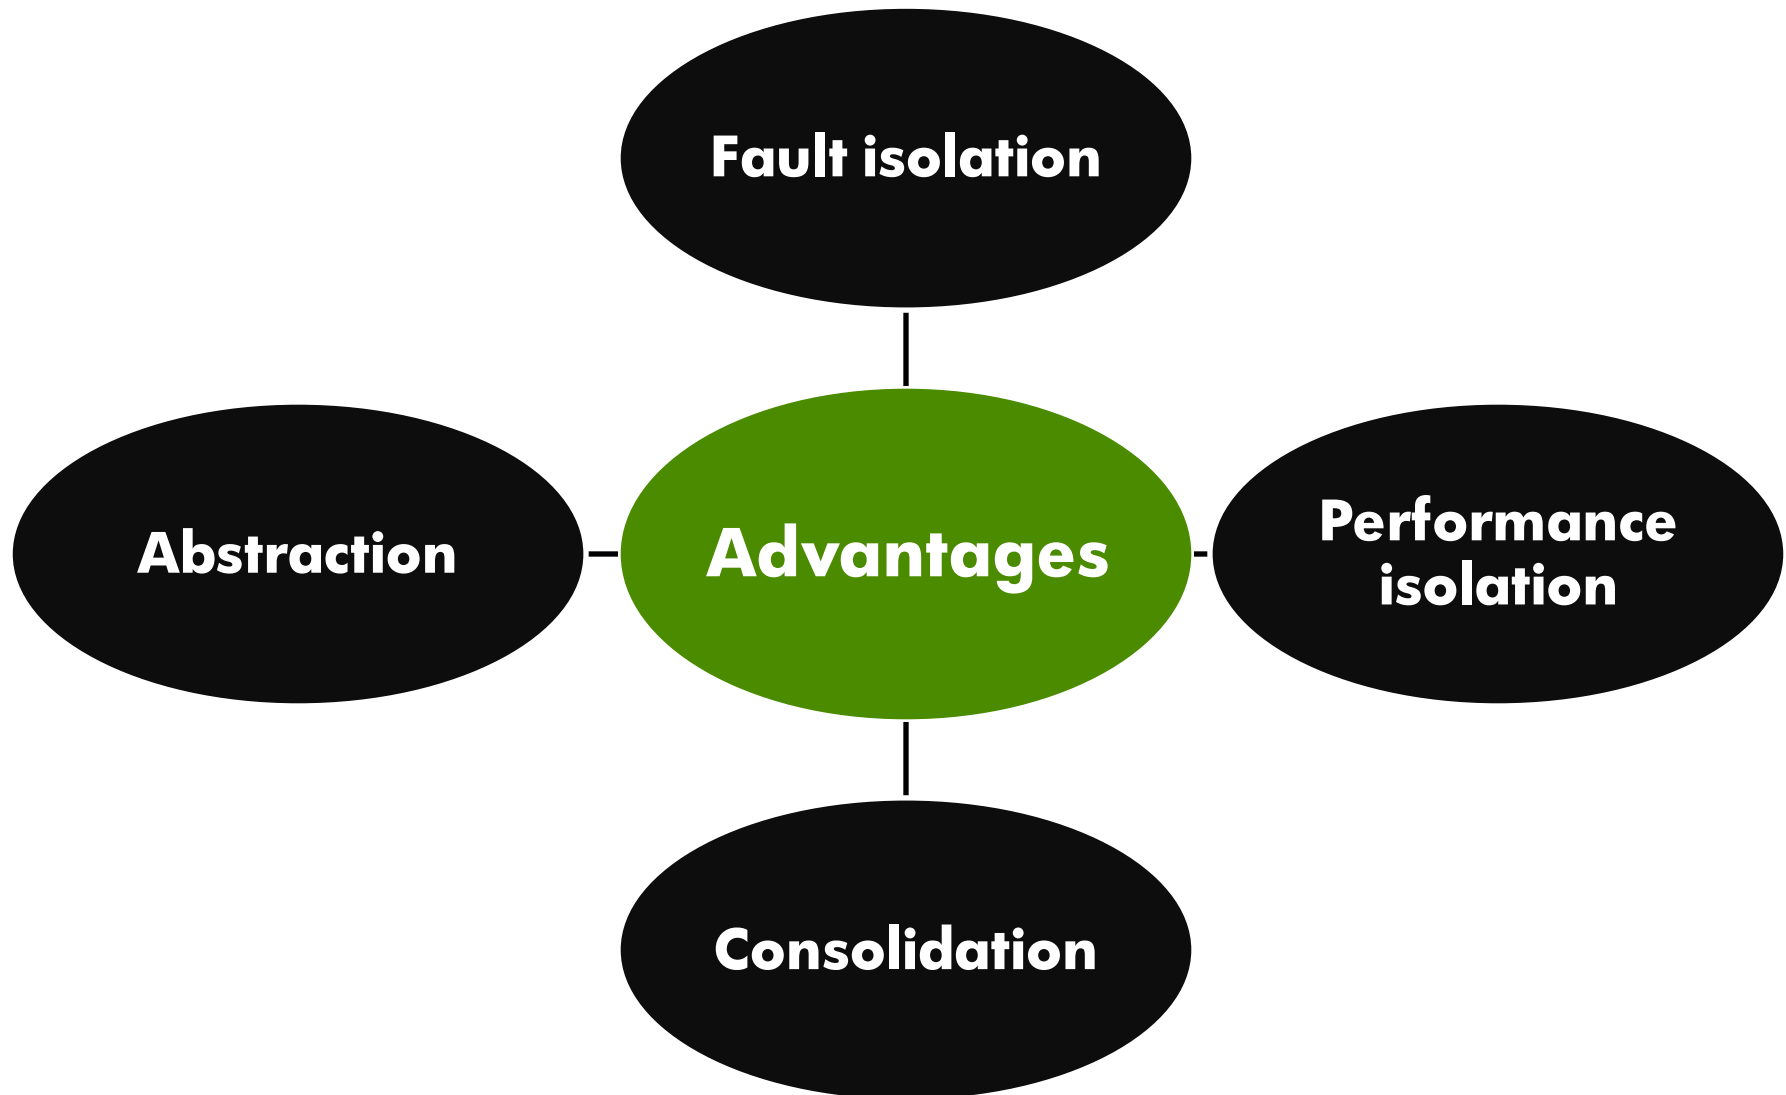 Fault isolation
Abstraction
Advantages
Performance
isolation
Consolidation